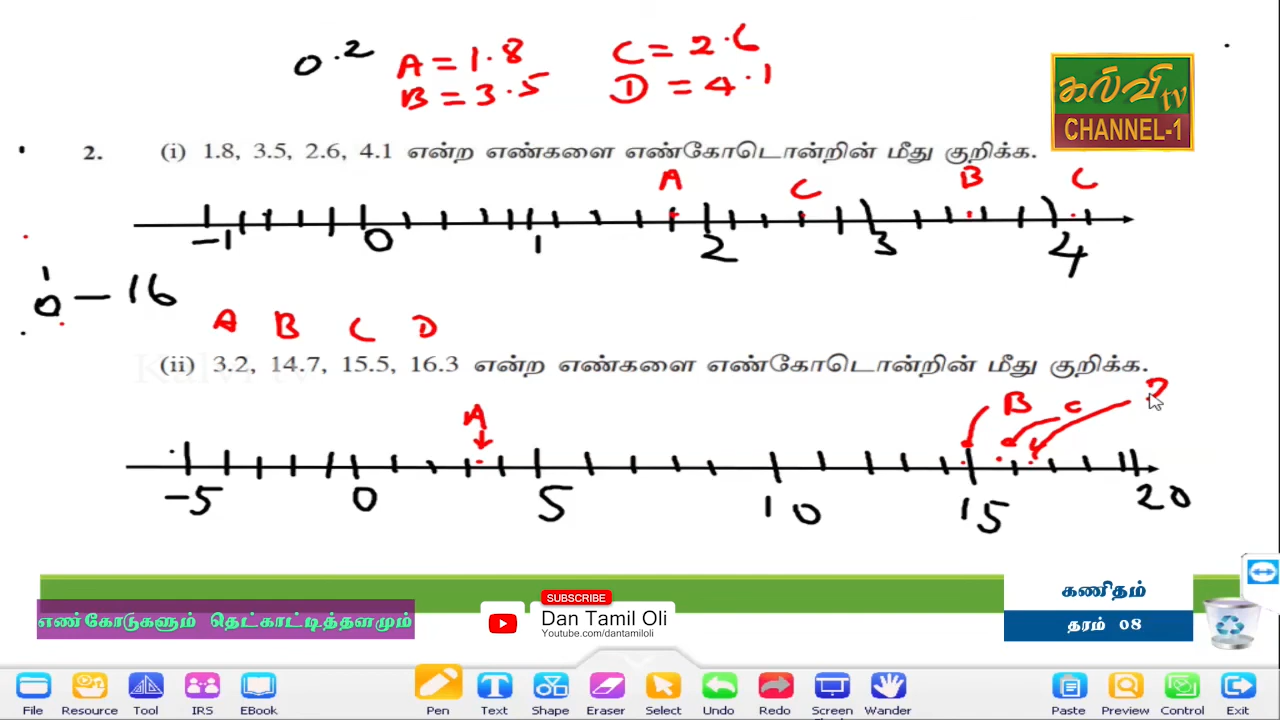 0.2 A = 1.8 C = 2.6
B = 3.5 D = 4.1
கல்வி tv
CHANNEL-1
2. (i) 1.8, 3.5, 2.6, 4.1 என்ற எண்களை எண்கோடொன்றின் மீது குறிக்க.
A C B C
-1 0 1 2 3 4
- 16
A B C D
(ii) 3.2, 14.7, 15.5, 16.3 என்ற எண்களை எண்கோடொன்றின் மீது குறிக்க.
A B c
-5 0 5 10 15 20
எண்கோடுகளும் தெட்காட்டித்தளமும்
SUBSCRIBE
Dan Tamil Oli
Youtube.com/dantamiloli
கணிதம்
தரம் 08
File Resource Tool IRS EBook Pen Text Shape Eraser Select Undo Redo Screen Wander Paste Review Control Exit